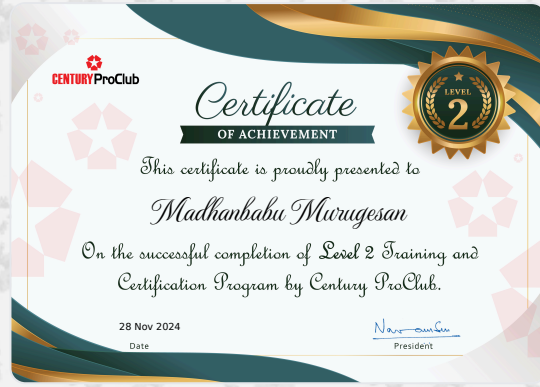 CENTURY ProClub
Certificate
OF ACHIEVEMENT
LEVEL
2
This certificate is proudly presented to
Madhanbabu Murugesan
On the successful completion of Level 2 Training and
Certification Program by Century ProClub.
28 Nov 2024
Date
President